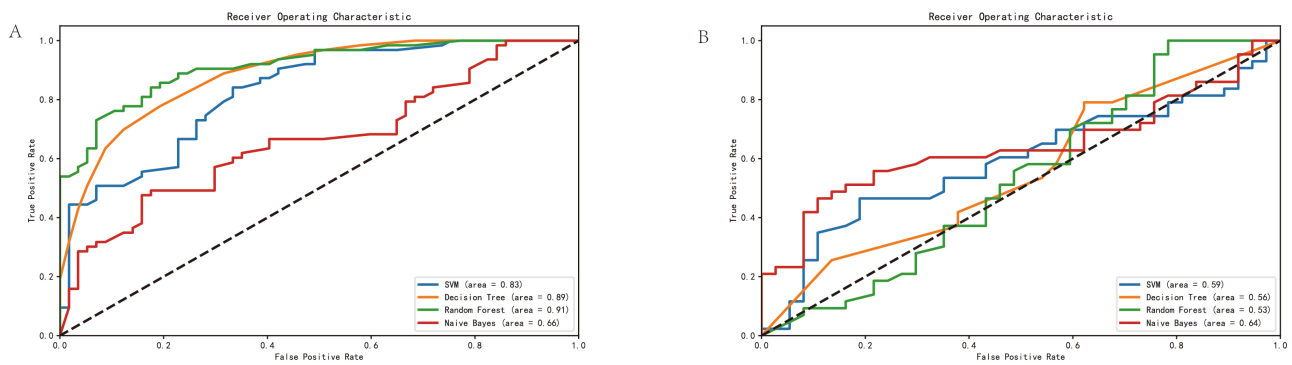 A
Receiver Operating Characteristic
1.0
0.8
0.6
0.4
0.2
0.0
True Positive Rate
0.0 0.2 0.4 0.6 0.8 1.0
False Positive Rate
SVM (area = 0.83)
Decision Tree (area = 0.89)
Random Forest (area = 0.91)
Naive Bayes (area = 0.66)
B
Receiver Operating Characteristic
1.0
0.8
0.6
0.4
0.2
0.0
True Positive Rate
0.0 0.2 0.4 0.6 0.8 1.0
False Positive Rate
SVM (area = 0.59)
Decision Tree (area = 0.56)
Random Forest (area = 0.53)
Naive Bayes (area = 0.64)